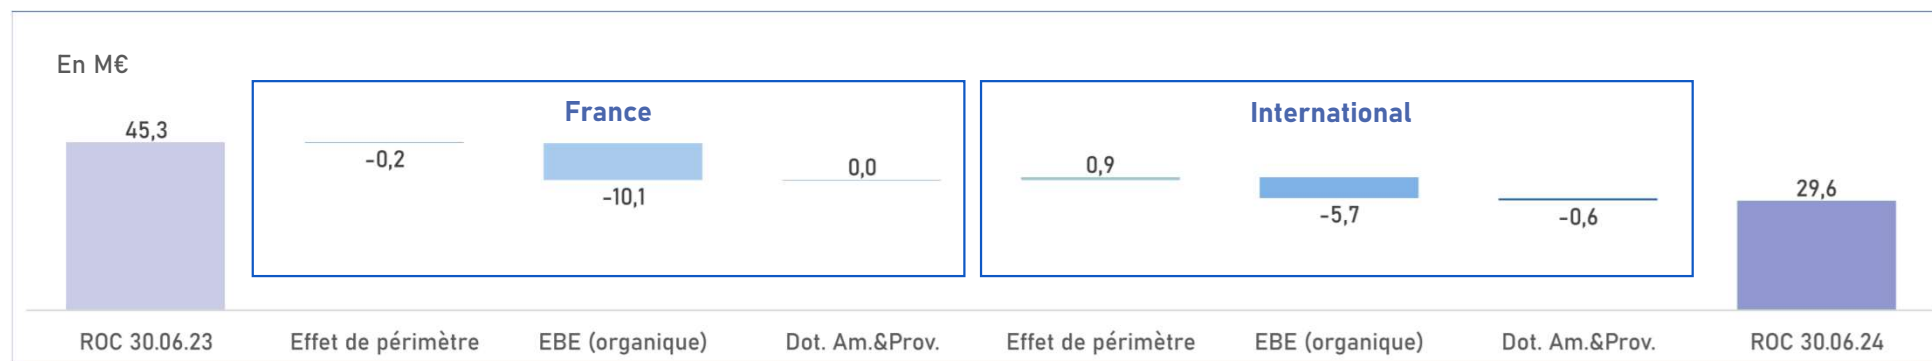 En M€
France
International
45,3
-0,2
-10,1
0,0
0,9
-5,7
-0,6
29,6
ROC 30.06.23
Effet de périmètre
EBE (organique)
Dot. Am.&Prov.
Effet de périmètre
EBE (organique)
Dot. Am.&Prov.
ROC 30.06.24